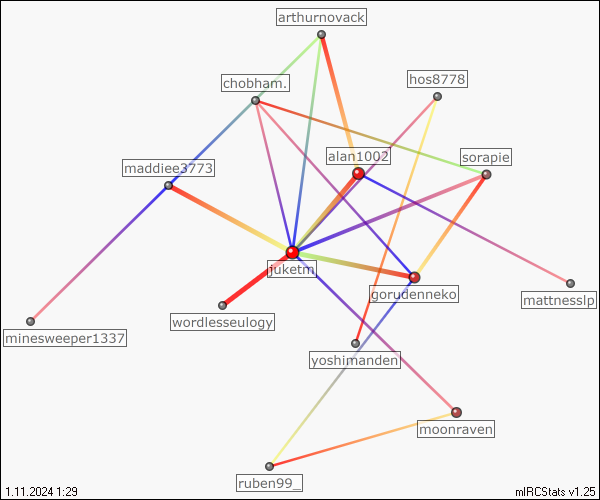 arthurnovack
hos8778
chobham.
alan1002
sorapie
maddiee3773
juketm
gorudenneko
mattnesslp
wordlesseulogy
minesweeper1337
yoshimanden
moonraven
ruben99_
1.11.2024 1:29
mIRCStats v1.25